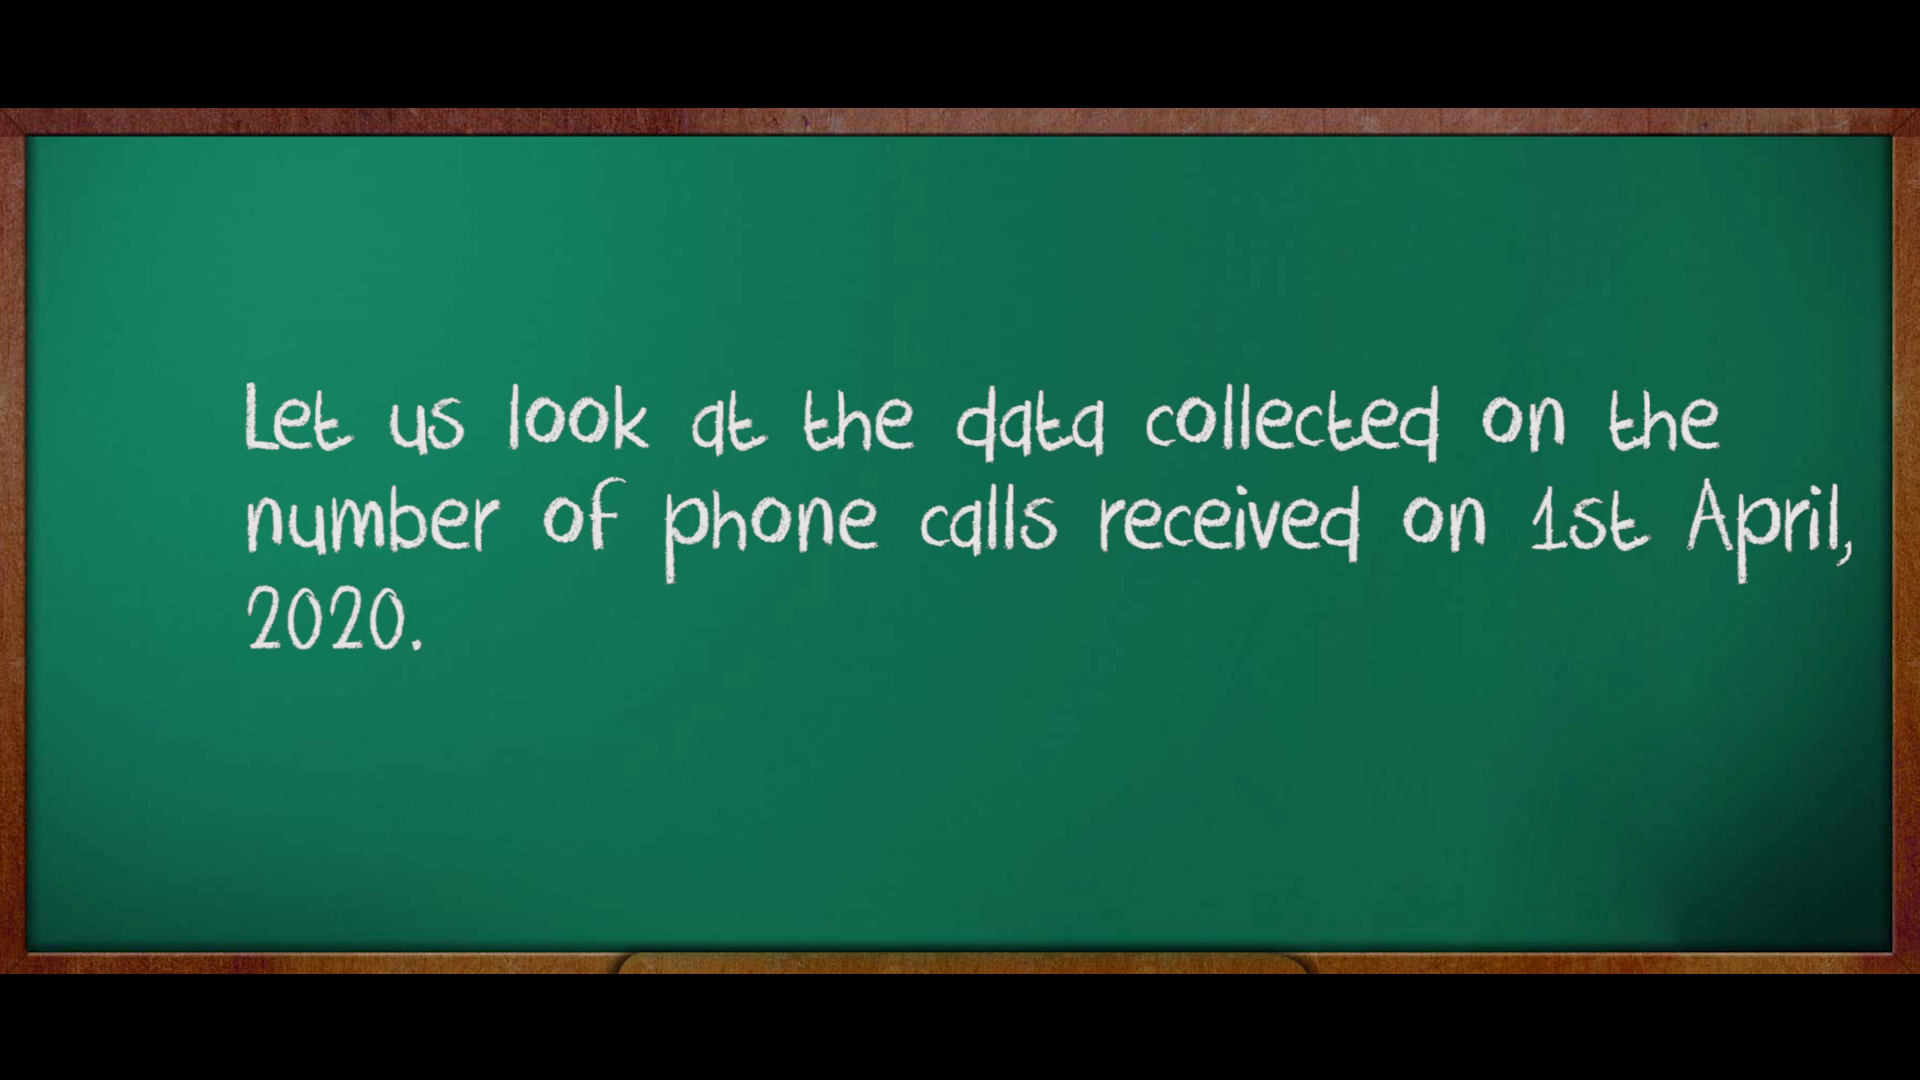 Let us look at the data collected on the
number of phone calls received on 1st April,
2020.